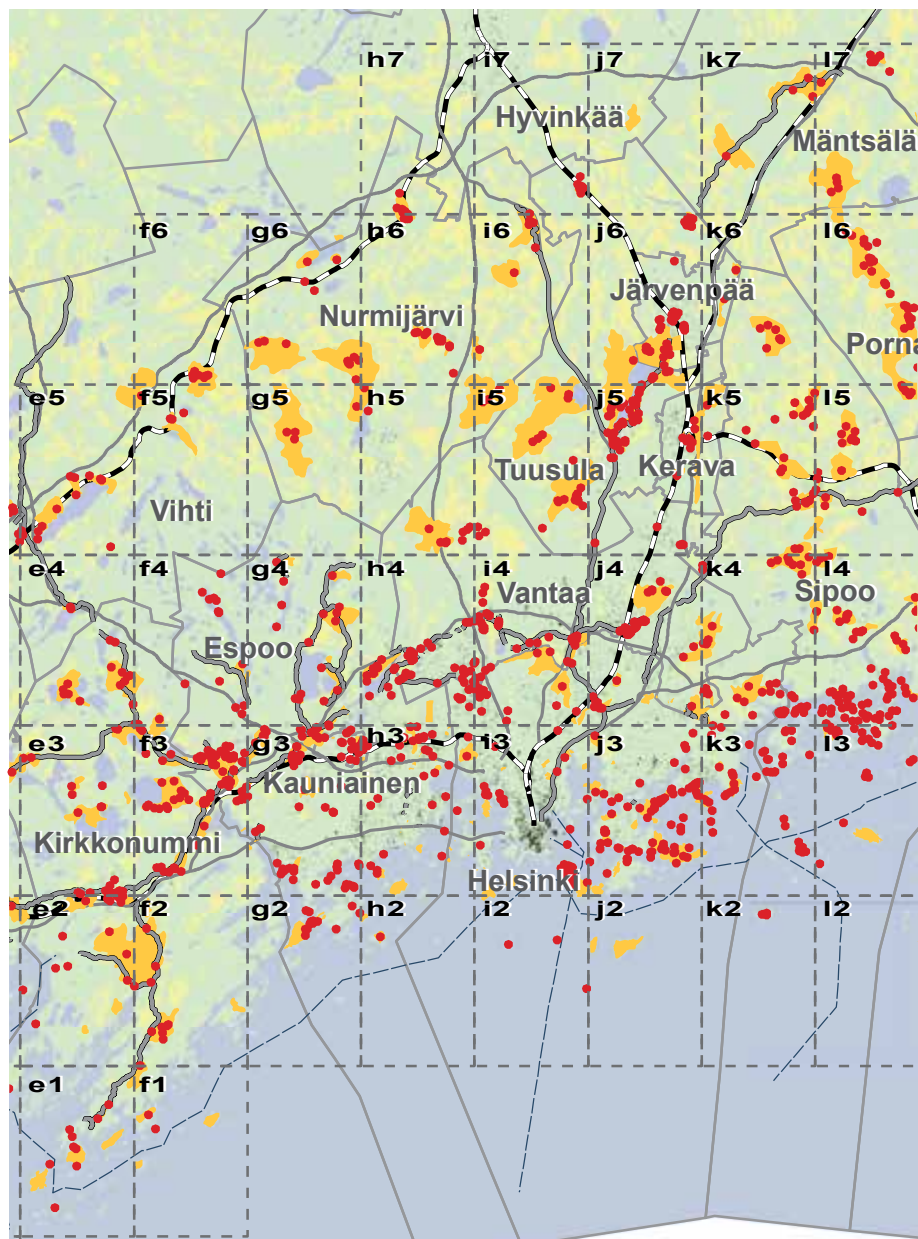 h7 i7 j7 k7 l7
Hyvinkää
Mäntsälä
f6 g6 h6 i6 j6 k6 l6
Järvenpää
Nurmijärvi
Porna
e5 f5 g5 h5 i5 j5 k5 l5
Tuusula Kerava
Vihti
e4 f4 g4 h4 i4 j4 k4 l4
Vantaa Sipoo
Espoo
e3 f3 g3 h3 i3 j3 k3 l3
Kauniainen
Kirkkonummi
Helsinki
e2 f2 g2 h2 i2 j2 k2 l2
e1 f1